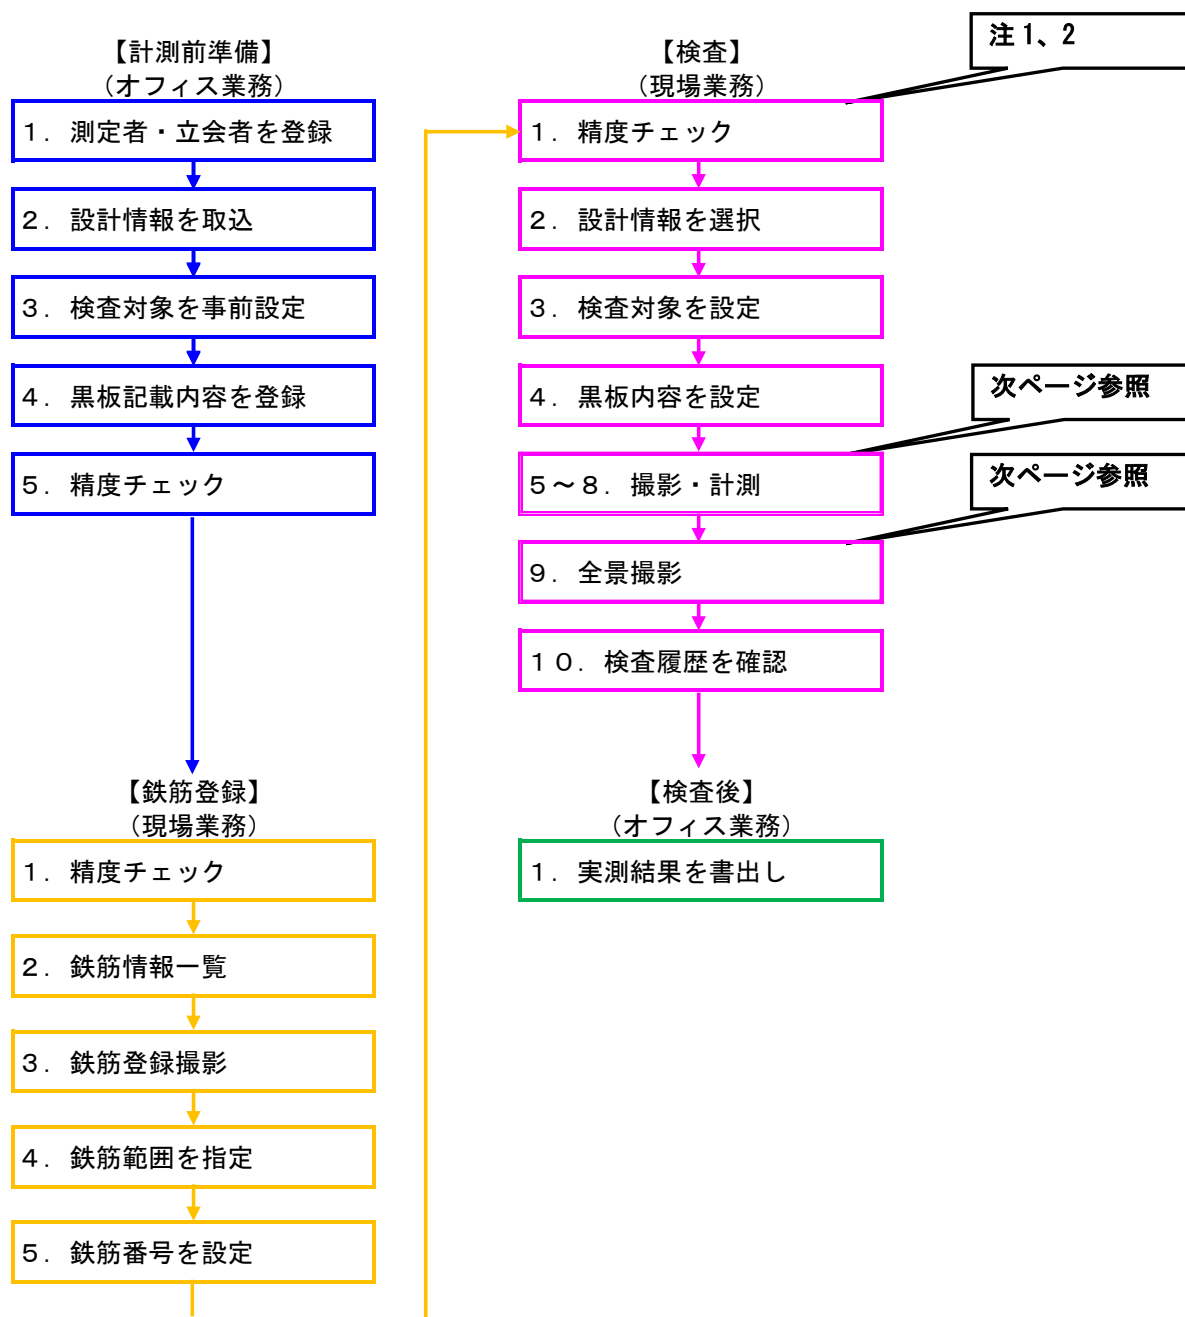 【計測前準備】
（オフィス業務）
１．測定者・立会者を登録
２．設計情報を取込
３．検査対象を事前設定
４．黒板記載内容を登録
５．精度チェック
【鉄筋登録】
（現場業務）
１．精度チェック
２．鉄筋情報一覧
３．鉄筋登録撮影
４．鉄筋範囲を指定
５．鉄筋番号を設定
【検査】
（現場業務）
注1、2
１．精度チェック
２．設計情報を選択
３．検査対象を設定
４．黒板内容を設定
次ページ参照
５～８．撮影・計測
次ページ参照
９．全景撮影
１０．検査履歴を確認
【検査後】
（オフィス業務）
１．実測結果を書出し